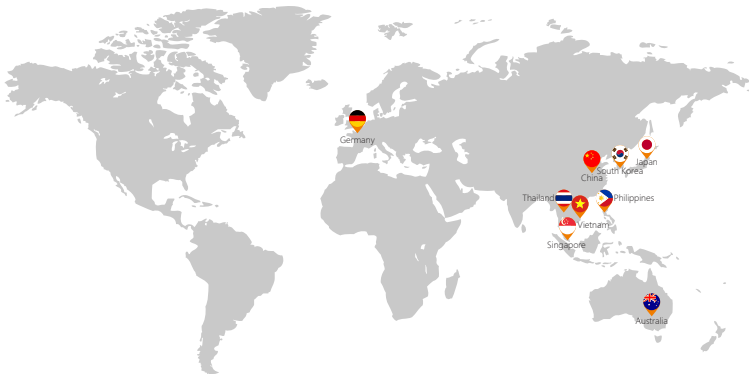 Germany
Japan
South Korea
China
Thailand
Philippines
Vietnam
Singapore
Australia